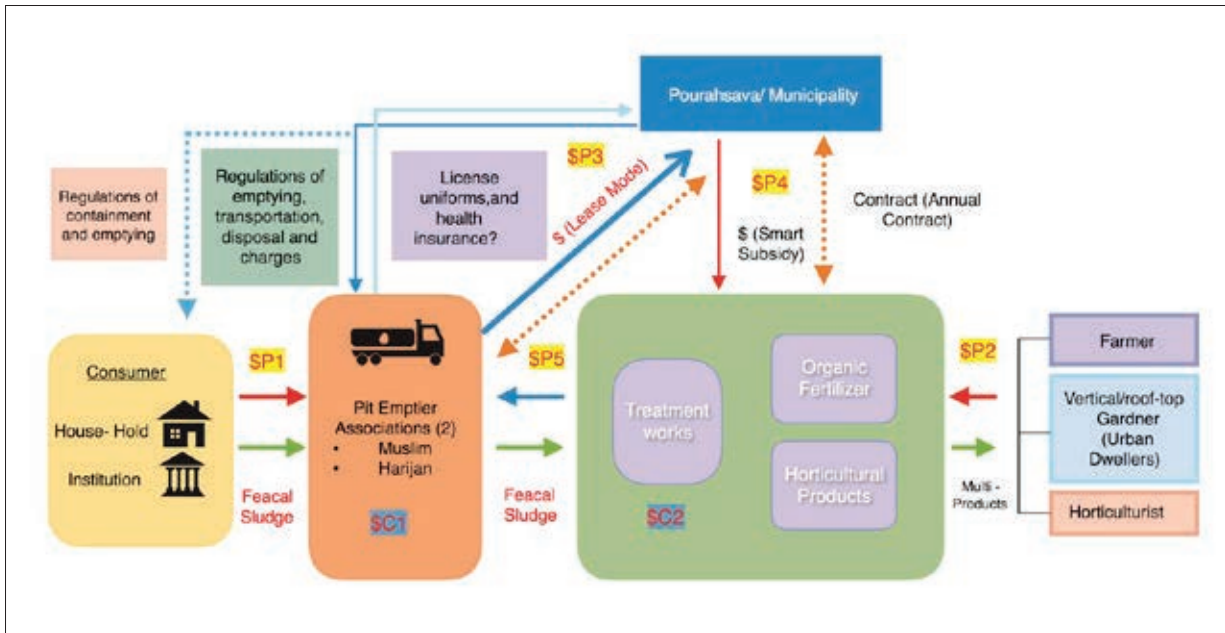 Pourahsava/ Municipality
Regulations of
containment
and emptying
Regulations of
emptying,
transportation,
disposal and
charges
License
uniforms,and
health
insurance?
$P3
$ (Lease Mode)
$P4
$ (Smart
Subsidy)
Contract (Annual
Contract)
Consumer
House- Hold
Institution
$P1
Feacal
Sludge
Pit Emptier
Associations (2)
• Muslim
• Harijan
$C1
$P5
Feacal
Sludge
Treatment
works
$C2
Organic
Fertilizer
Horticultural
Products
$P2
Multi -
Products
Farmer
Vertical/roof-top
Gardner
(Urban
Dwellers)
Horticulturist